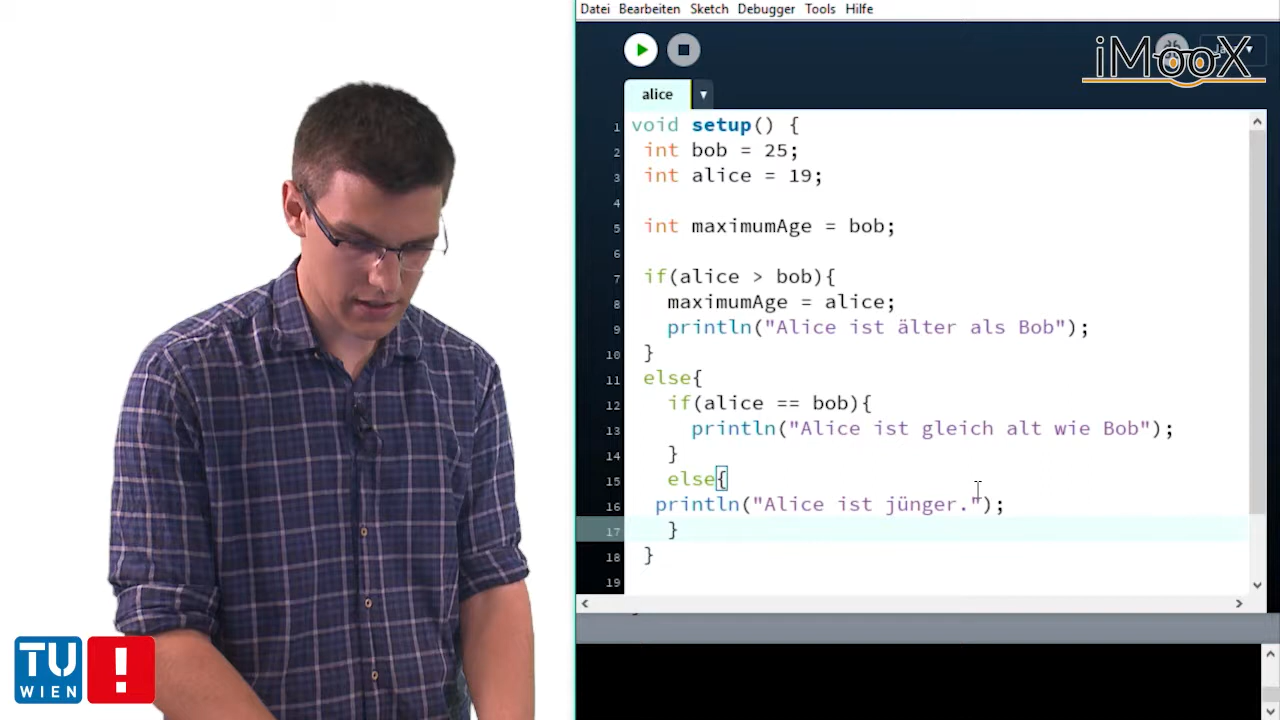 Datei Bearbeiten Sketch Debugger Tools Hilfe
iMooX
alice
1 void setup() {
2 int bob = 25;
3 int alice = 19;
4
5 int maximumAge = bob;
6
7 if(alice > bob){
8 maximumAge = alice;
9 println("Alice ist älter als Bob");
10 }
11 else{
12 if(alice == bob){
13 println("Alice ist gleich alt wie Bob");
14 }
15 else{
16 println("Alice ist jünger.");
17 }
18 }
19
TU
WIEN
!